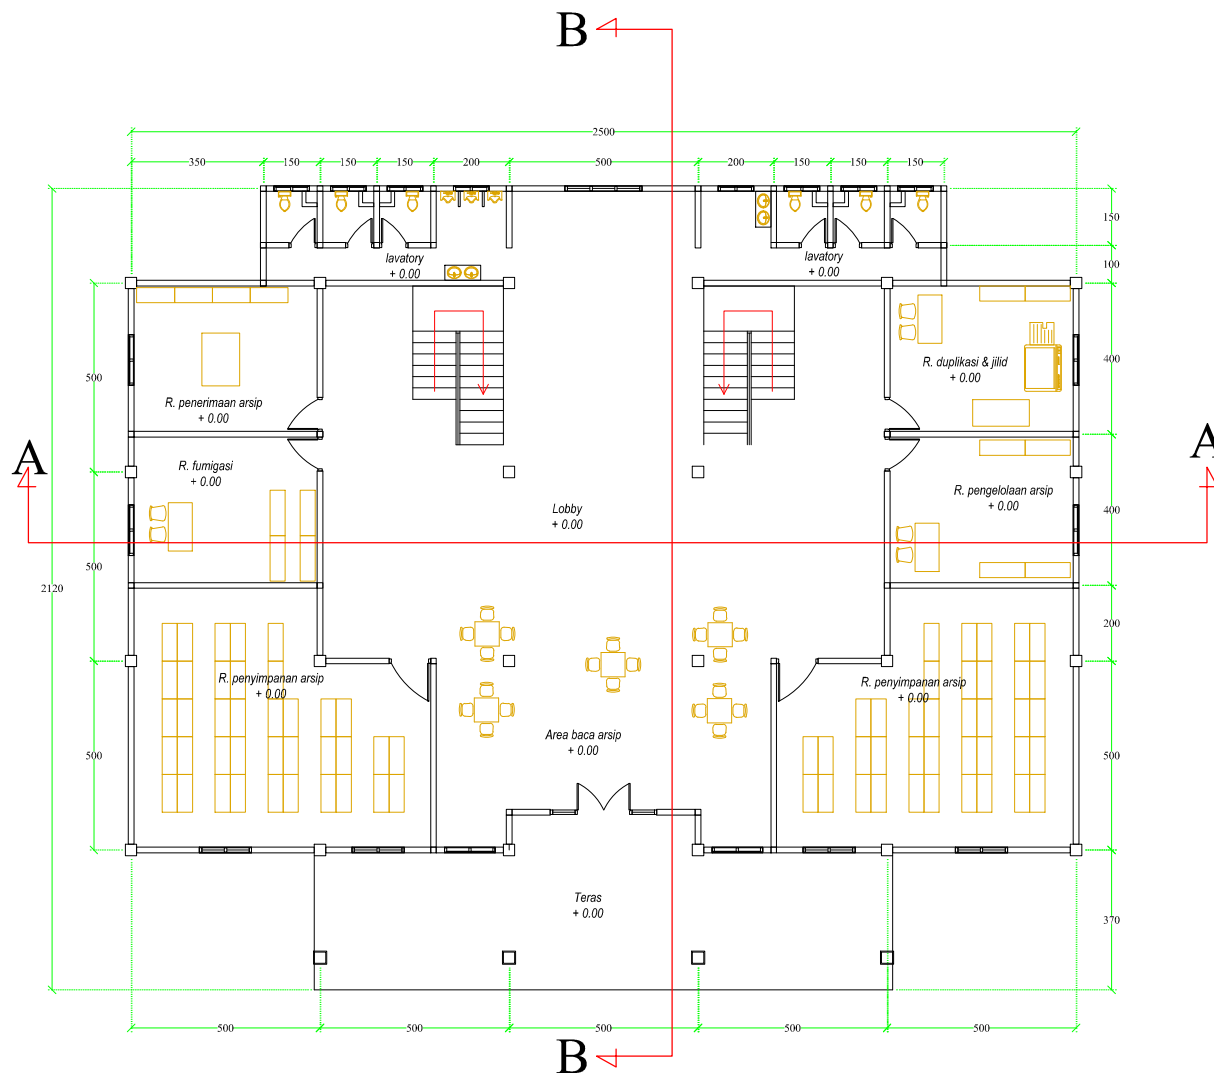 B
2500
350
150
150
150
200
500
200
150
150
150
150
lavatory
+ 0.00
lavatory
+ 0.00
100
R. penerimaan arsip
+ 0.00
R. duplikasi & jilid
+ 0.00
400
500
A
A
R. fumigasi
+ 0.00
R. pengelolaan arsip
+ 0.00
Lobby
+ 0.00
400
500
2120
200
R. penyimpanan arsip
+ 0.00
R. penyimpanan arsip
+ 0.00
Area baca arsip
+ 0.00
500
500
Teras
+ 0.00
370
500
500
500
500
500
B